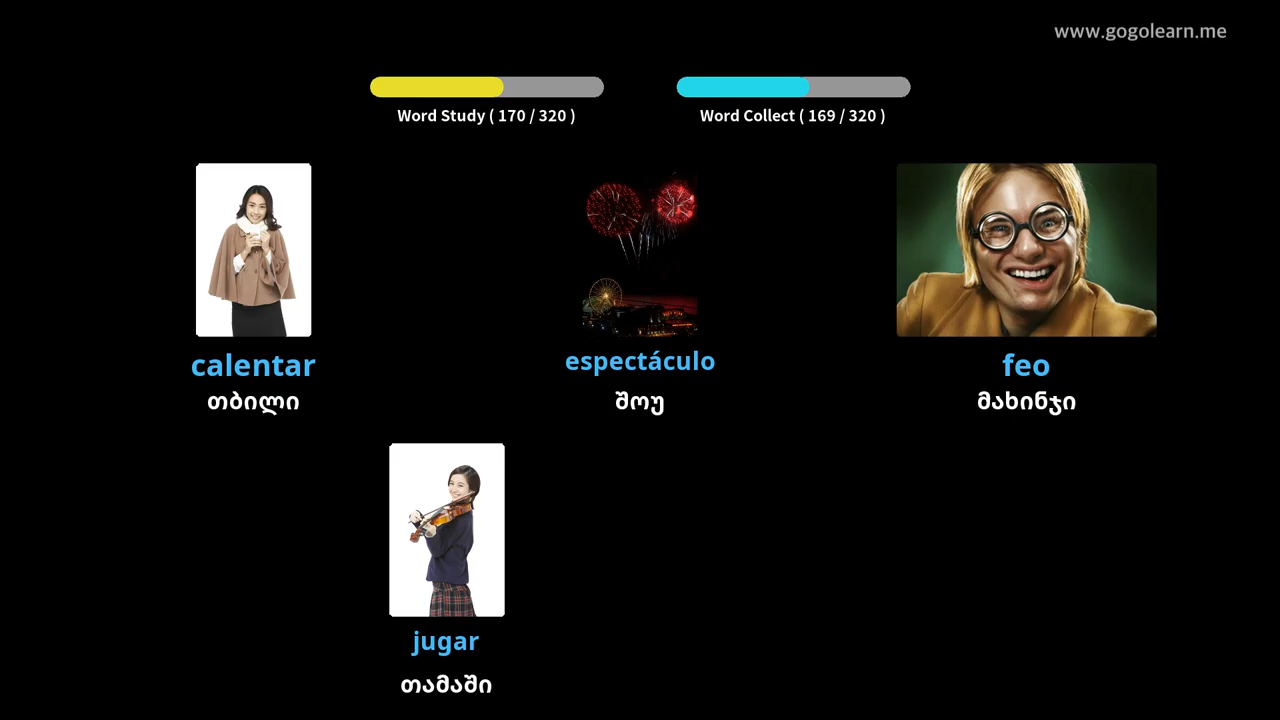 www.gogolearn.me
Word Study ( 170 / 320 )
Word Collect ( 169 / 320 )
calentar
თბილი
espectáculo
შოუ
feo
მახინჯი
jugar
თამაში